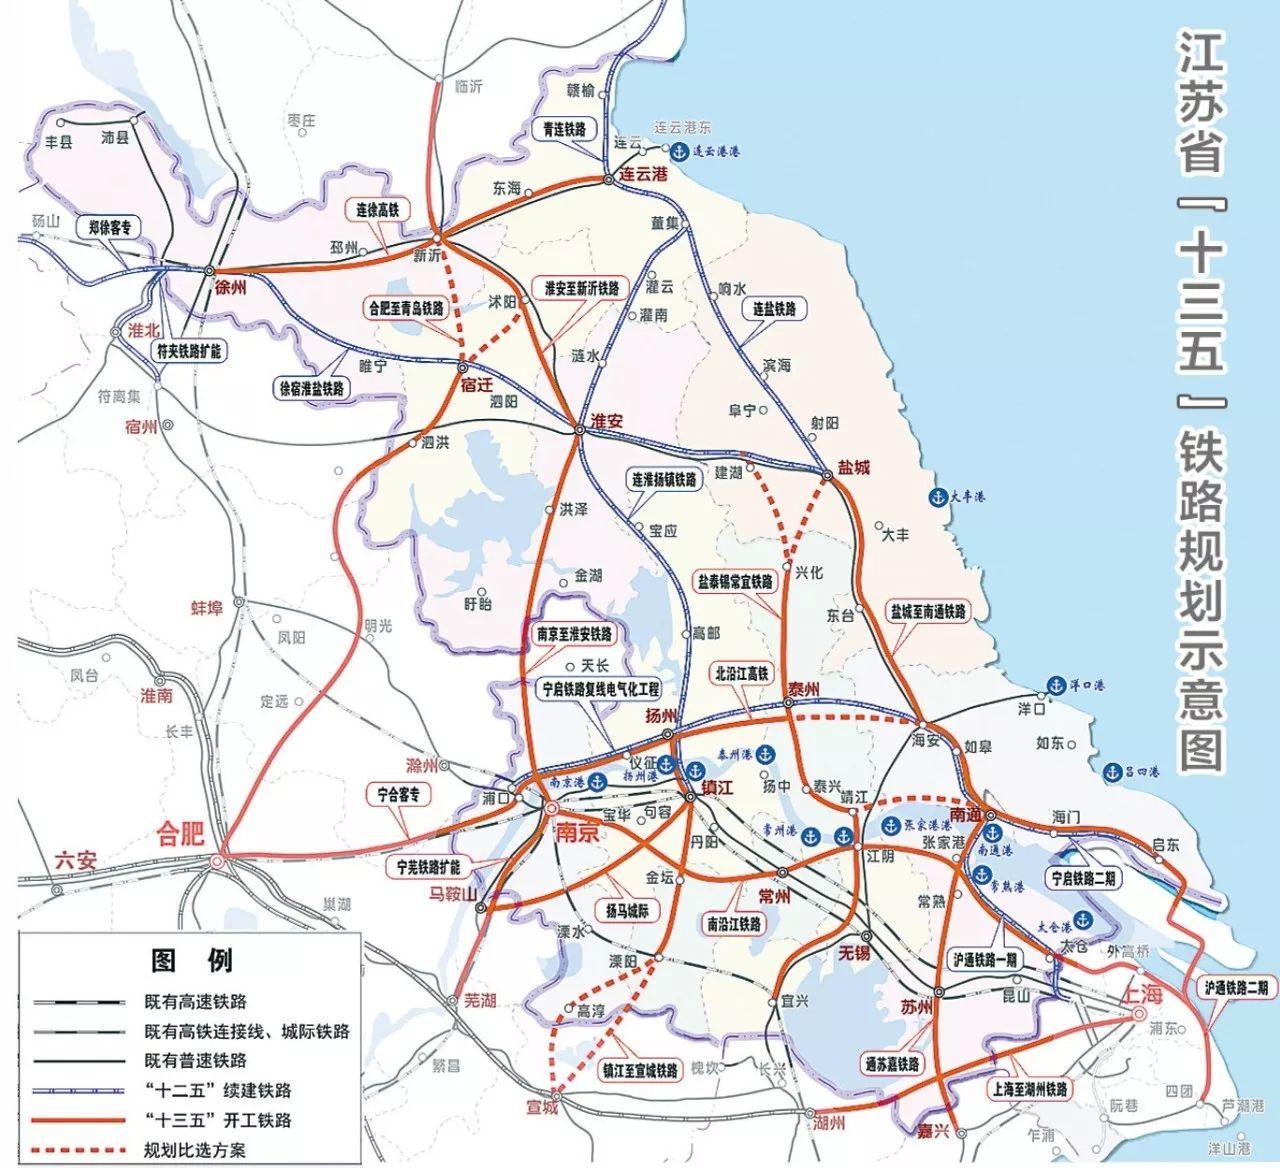 江苏省『十三五』铁路规划示意图
临沂
赣榆
枣庄
青连铁路
连云
连云港东
连云港港
丰县
沛县
连云港
东海
砀山
郑徐客专
连徐高铁
董集
邳州
新沂
徐州
合肥至青岛铁路
沭阳
淮安至新沂铁路
灌云
响水
连盐铁路
灌南
淮北
符夹铁路扩能
徐宿淮盐铁路
睢宁
宿迁
涟水
滨海
符离集
泗阳
阜宁
宿州
淮安
射阳
泗洪
建湖
盐城
连淮扬镇铁路
大丰港
洪泽
宝应
大丰
金湖
盐泰锡常宜铁路
兴化
盱眙
蚌埠
明光
凤阳
南京至淮安铁路
高邮
东台
盐城至南通铁路
天长
凤台
淮南
定远
宁启铁路复线电气化工程
北沿江高铁
泰州
洋口港
洋口
长丰
扬州
海安
如皋
如东
滁州
仪征
泰州港
吕四港
南京港
扬州港
宁合客专
浦口
镇江
扬中
泰兴
靖江
合肥
南京
宝华
句容
南通
海门
常州港
张家港港
六安
宁芜铁路扩能
丹阳
江阴
张家港
南通港
启东
马鞍山
金坛
常州
常熟港
宁启铁路二期
巢湖
扬马城际
南沿江铁路
常熟
太仓港
溧水
无锡
沪通铁路一期
太仓
外高桥
溧阳
芜湖
高淳
宜兴
苏州
昆山
上海
沪通铁路二期
浦东
繁昌
镇江至宣城铁路
槐坎
长兴
通苏嘉铁路
上海至湖州铁路
四团
宣城
湖州
嘉兴
阮巷
芦潮港
乍浦
洋山港
图 例
既有高速铁路
既有高铁连接线、城际铁路
既有普速铁路
“十二五”续建铁路
“十三五”开工铁路
规划比选方案